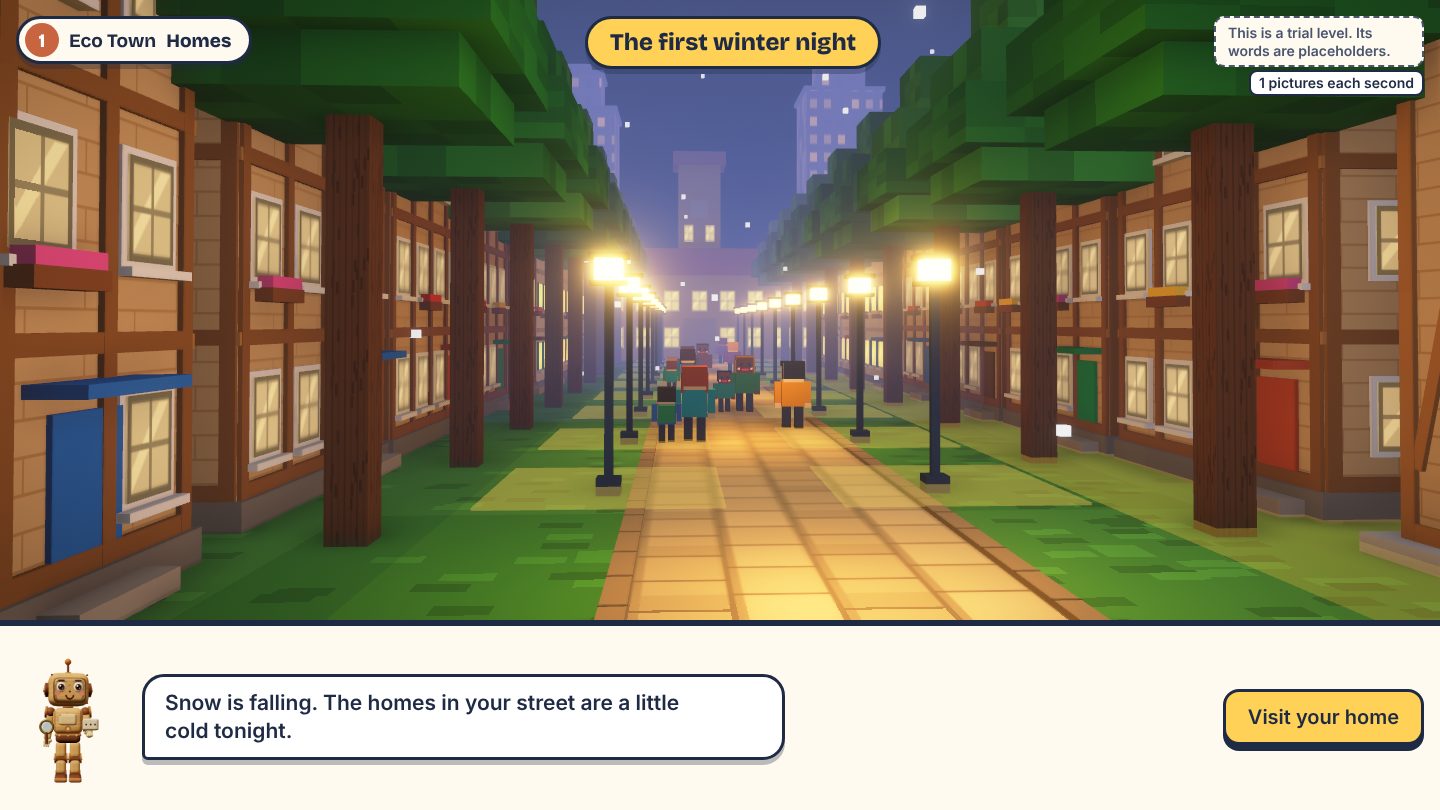 1 Eco Town Homes
The first winter night
This is a trial level. Its
words are placeholders.
1 pictures each second
Snow is falling. The homes in your street are a little
cold tonight.
Visit your home